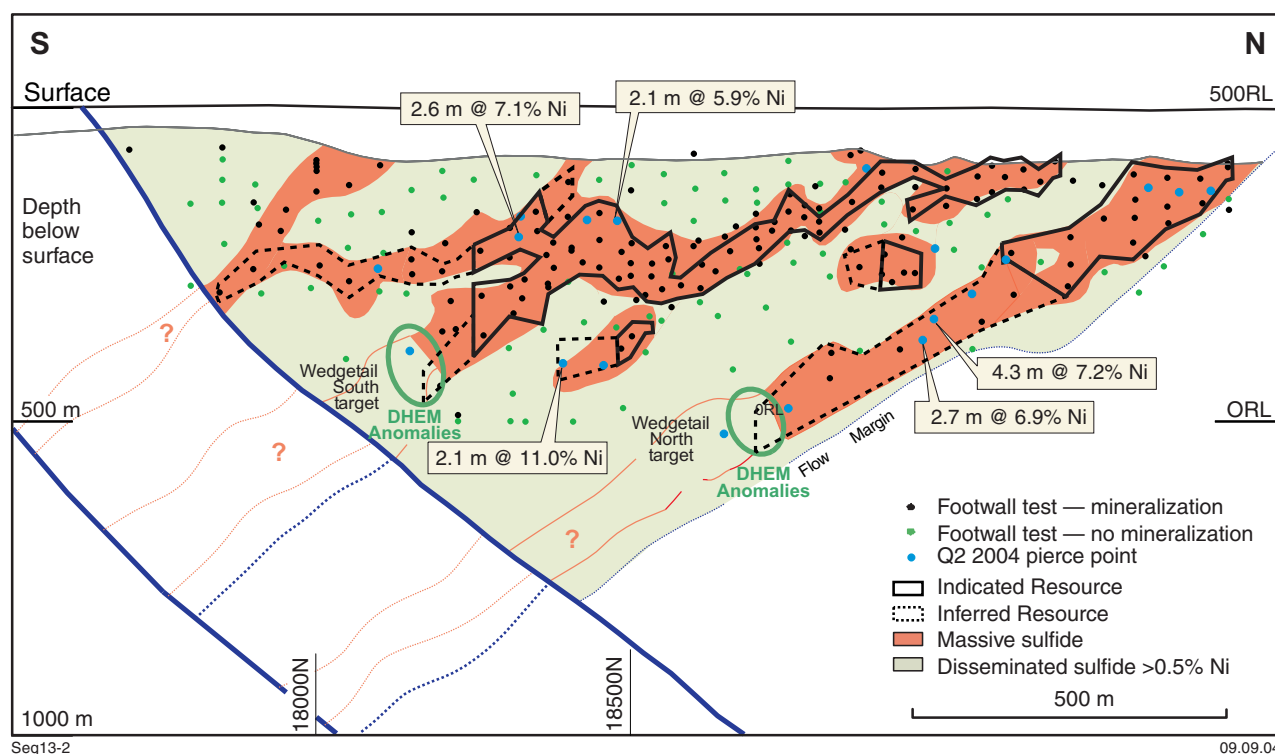 S
N
Surface
500RL
2.6 m @ 7.1% Ni
2.1 m @ 5.9% Ni
Depth
below
surface
?
Wedgetail
South
target
DHEM
Anomalies
500 m
ORL
4.3 m @ 7.2% Ni
2.7 m @ 6.9% Ni
2.1 m @ 11.0% Ni
Wedgetail
North
target
0RL
DHEM
Anomalies
Flow Margin
?
?
Footwall test — mineralization
Footwall test — no mineralization
Q2 2004 pierce point
Indicated Resource
Inferred Resource
Massive sulfide
Disseminated sulfide >0.5% Ni
18000N
18500N
500 m
1000 m
Seg13-2
09.09.04